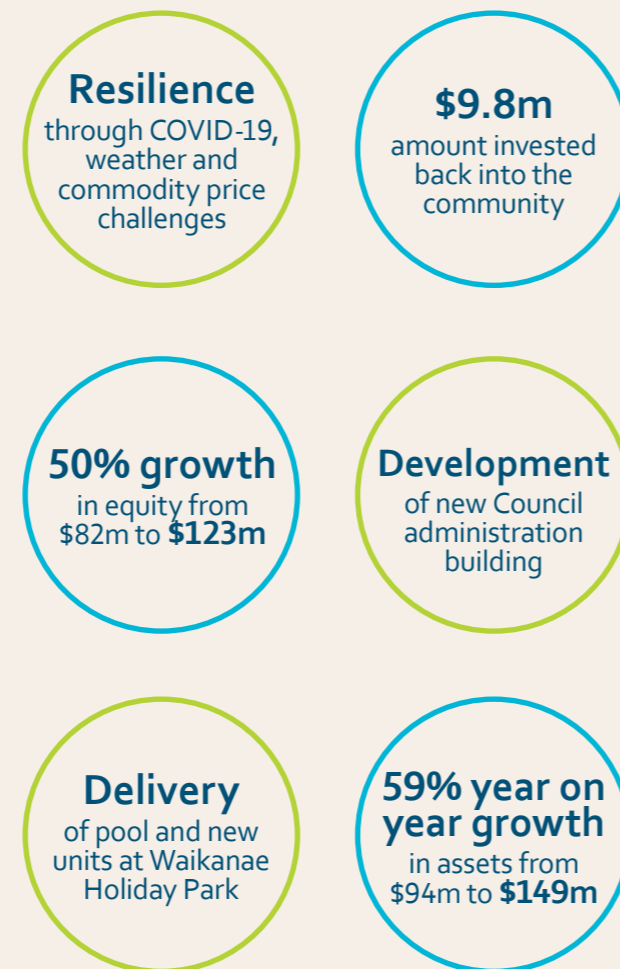 Resilience
through COVID-19,
weather and
commodity price
challenges
$9.8m
amount invested
back into the
community
50% growth
in equity from
$82m to $123m
Development
of new Council
administration
building
Delivery
of pool and new
units at Waikanae
Holiday Park
59% year on
year growth
in assets from
$94m to $149m